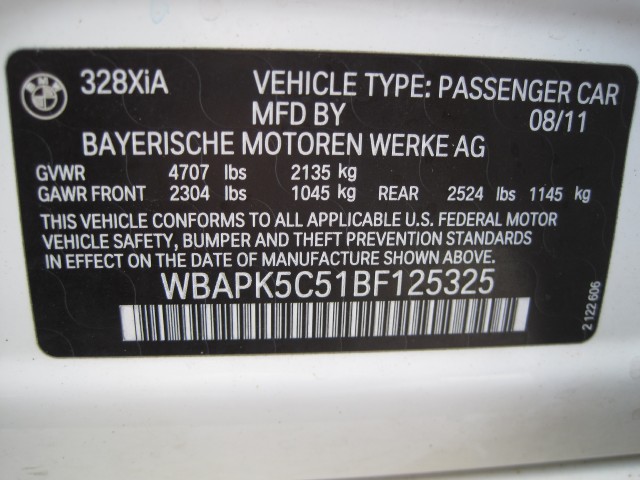 328XiA VEHICLE TYPE: PASSENGER CAR
MFD BY 08/11
BAYERISCHE MOTOREN WERKE AG
GVWR 4707 lbs 2135 kg
GAWR FRONT 2304 lbs 1045 kg REAR 2524 lbs 1145 kg
THIS VEHICLE CONFORMS TO ALL APPLICABLE U.S. FEDERAL MOTOR
VEHICLE SAFETY, BUMPER AND THEFT PREVENTION STANDARDS
IN EFFECT ON THE DATE OF MANUFACTURE SHOWN ABOVE.
WBAPK5C51BF125325
2 122 606